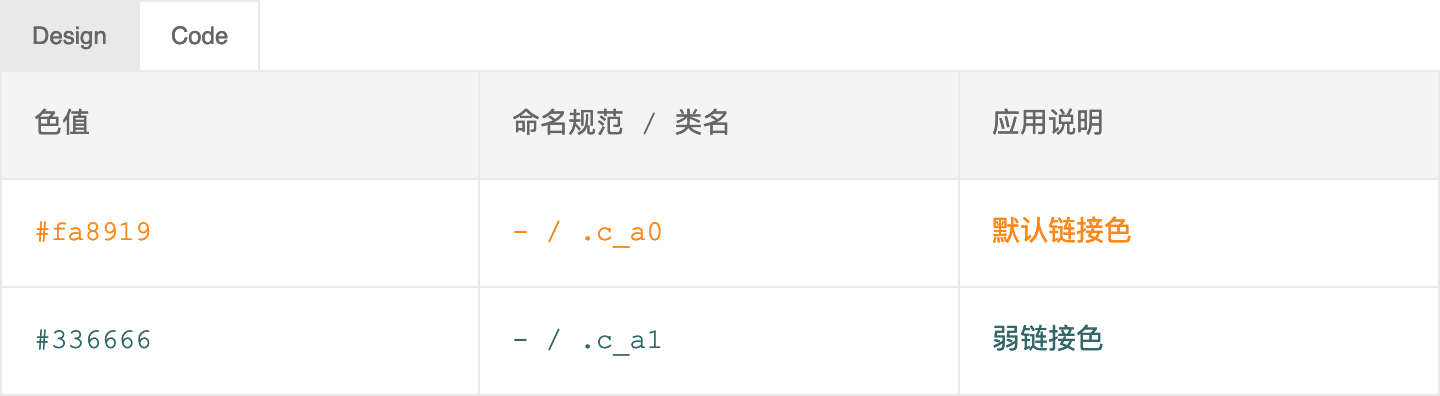 Design Code
色值 命名规范 / 类名 应用说明
#fa8919 - / .c_a0 默认链接色
#336666 - / .c_a1 弱链接色